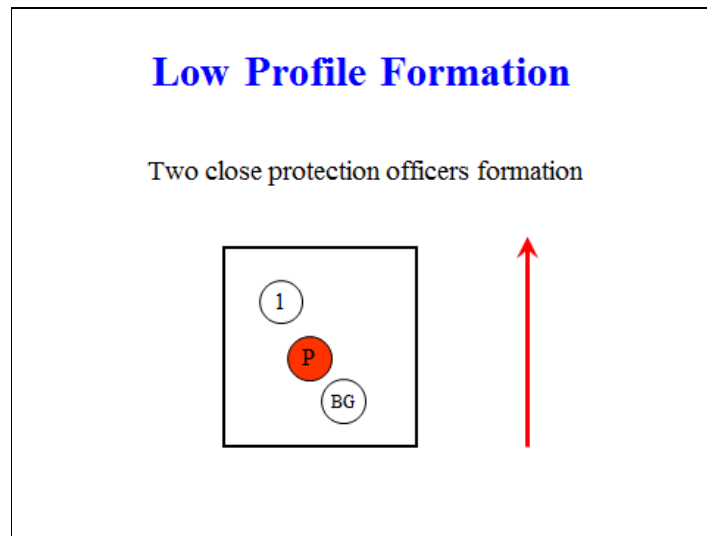 Low Profile Formation
Two close protection officers formation
1
P
BG